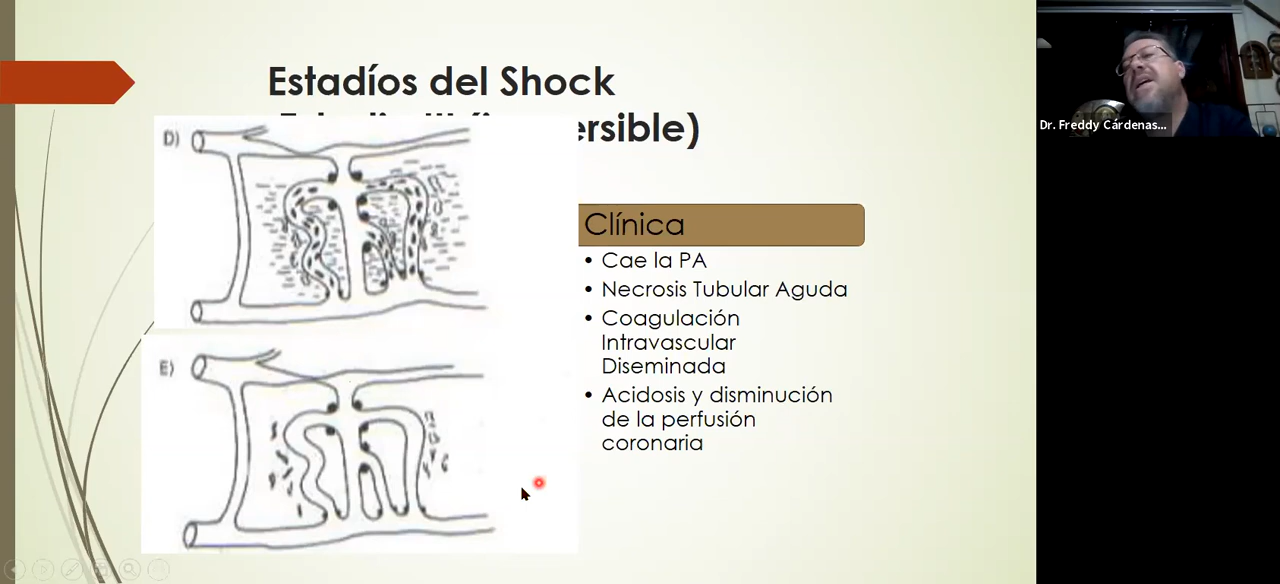 Estadíos del Shock
ersible)
D)
Clínica
• Cae la PA
• Necrosis Tubular Aguda
• Coagulación
Intravascular
Diseminada
• Acidosis y disminución
de la perfusión
coronaria
E)
Dr. Freddy Cárdenas...